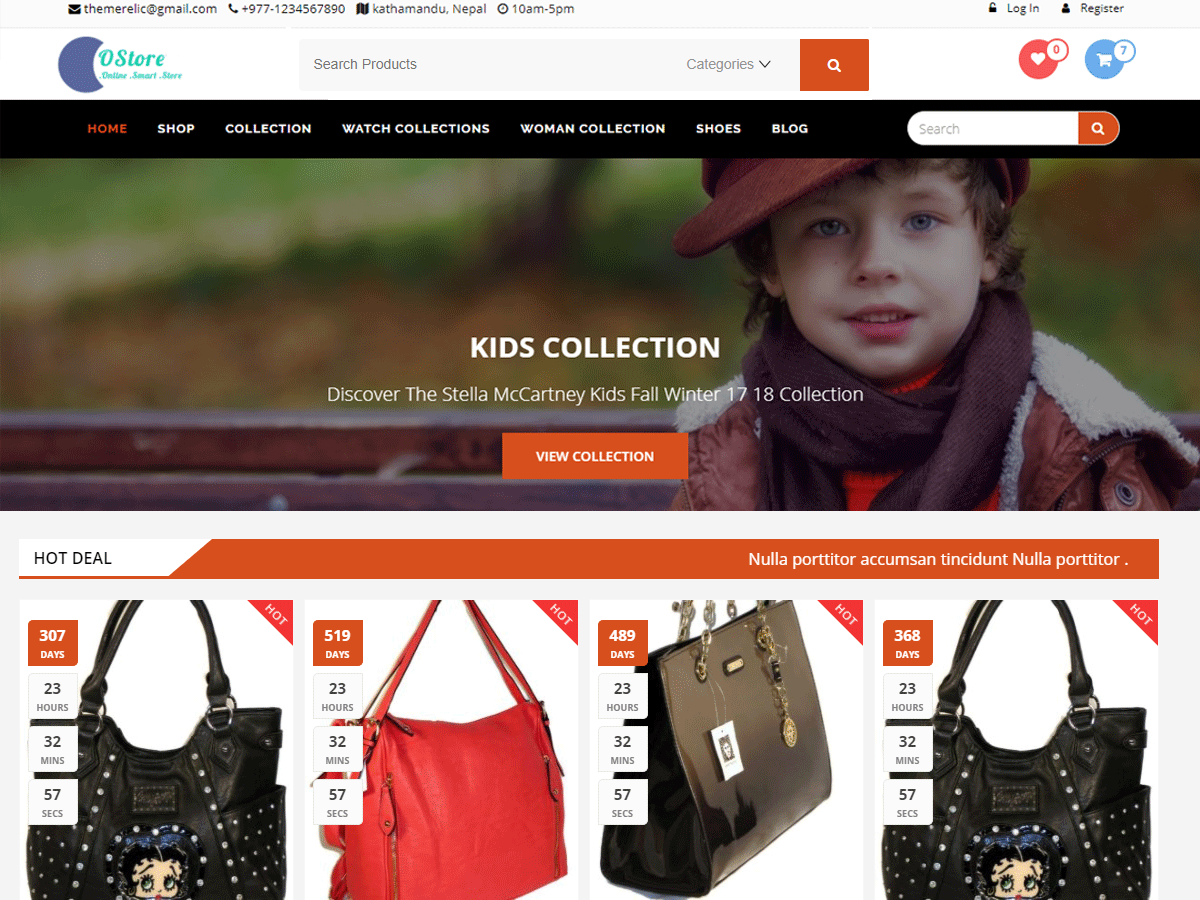 themerelic@gmail.com +977-1234567890 kathamandu, Nepal 10am-5pm Log In Register
OStore
.Online .Smart .Store
Search Products Categories
0 7
HOME SHOP COLLECTION WATCH COLLECTIONS WOMAN COLLECTION SHOES BLOG Search
KIDS COLLECTION
Discover The Stella McCartney Kids Fall Winter 17 18 Collection
VIEW COLLECTION
HOT DEAL Nulla porttitor accumsan tincidunt Nulla porttitor .
HOT HOT HOT HOT
307 519 489 368
DAYS DAYS DAYS DAYS
23 23 23 23
HOURS HOURS HOURS HOURS
32 32 32 32
MINS MINS MINS MINS
57 57 57 57
SECS SECS SECS SECS